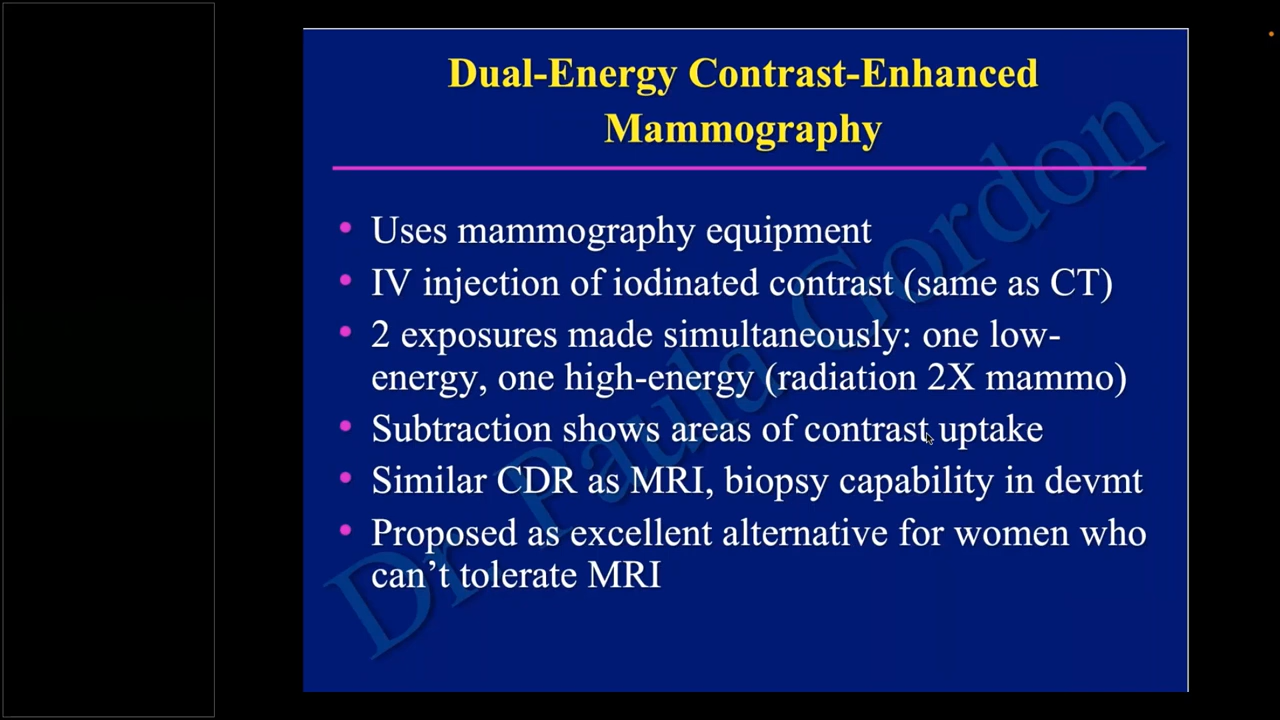 Dual-Energy Contrast-Enhanced
Mammography
• Uses mammography equipment
• IV injection of iodinated contrast (same as CT)
• 2 exposures made simultaneously: one low-
energy, one high-energy (radiation 2X mammo)
• Subtraction shows areas of contrast uptake
• Similar CDR as MRI, biopsy capability in devmt
• Proposed as excellent alternative for women who
can’t tolerate MRI
Dr Paula Gordon